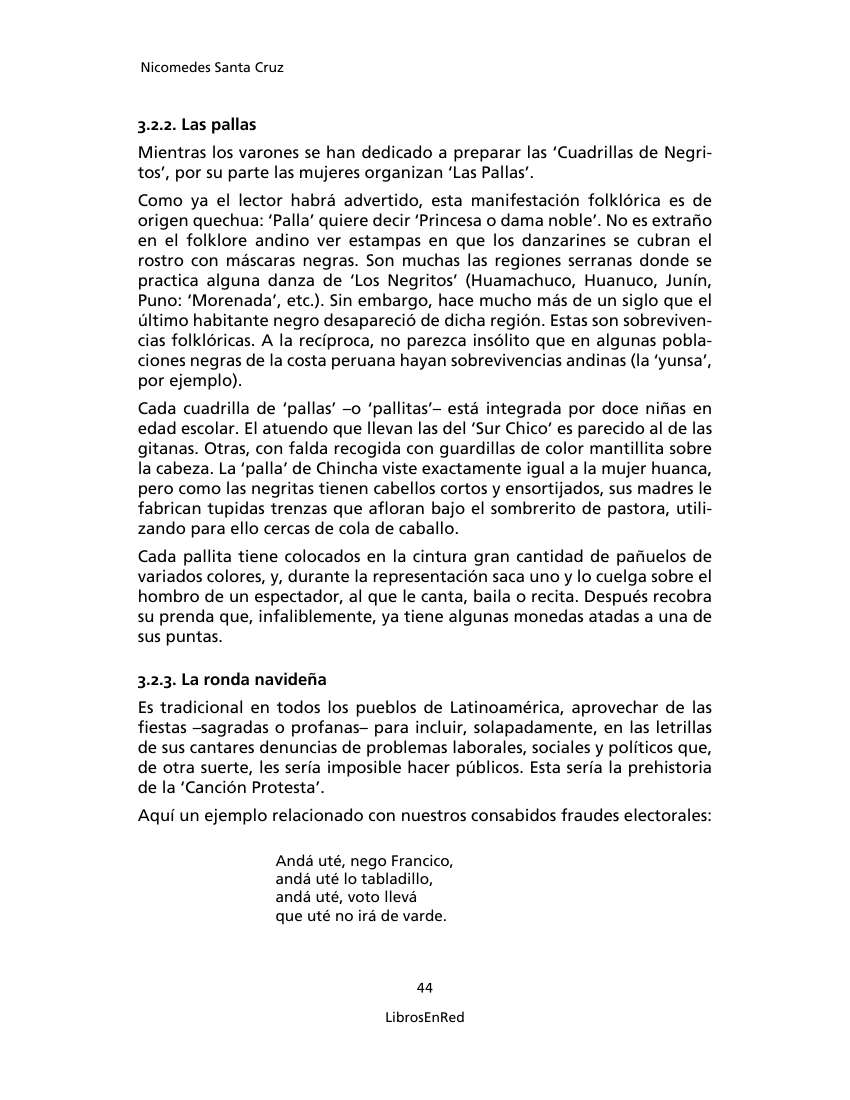 Nicomedes Santa Cruz
3.2.2. Las pallas
Mientras los varones se han dedicado a preparar las ‘Cuadrillas de Negri-
tos’, por su parte las mujeres organizan ‘Las Pallas’.
Como ya el lector habrá advertido, esta manifestación folklórica es de
origen quechua: ‘Palla’ quiere decir ‘Princesa o dama noble’. No es extraño
en el folklore andino ver estampas en que los danzarines se cubran el
rostro con máscaras negras. Son muchas las regiones serranas donde se
practica alguna danza de ‘Los Negritos’ (Huamachuco, Huanuco, Junín,
Puno: ‘Morenada’, etc.). Sin embargo, hace mucho más de un siglo que el
último habitante negro desapareció de dicha región. Estas son sobreviven-
cias folklóricas. A la recíproca, no parezca insólito que en algunas pobla-
ciones negras de la costa peruana hayan sobrevivencias andinas (la ‘yunsa’,
por ejemplo).
Cada cuadrilla de ‘pallas’ –o ‘pallitas’– está integrada por doce niñas en
edad escolar. El atuendo que llevan las del ‘Sur Chico’ es parecido al de las
gitanas. Otras, con falda recogida con guardillas de color mantillita sobre
la cabeza. La ‘palla’ de Chincha viste exactamente igual a la mujer huanca,
pero como las negritas tienen cabellos cortos y ensortijados, sus madres le
fabrican tupidas trenzas que afloran bajo el sombrerito de pastora, utili-
zando para ello cercas de cola de caballo.
Cada pallita tiene colocados en la cintura gran cantidad de pañuelos de
variados colores, y, durante la representación saca uno y lo cuelga sobre el
hombro de un espectador, al que le canta, baila o recita. Después recobra
su prenda que, infaliblemente, ya tiene algunas monedas atadas a una de
sus puntas.
3.2.3. La ronda navideña
Es tradicional en todos los pueblos de Latinoamérica, aprovechar de las
fiestas –sagradas o profanas– para incluir, solapadamente, en las letrillas
de sus cantares denuncias de problemas laborales, sociales y políticos que,
de otra suerte, les sería imposible hacer públicos. Esta sería la prehistoria
de la ‘Canción Protesta’.
Aquí un ejemplo relacionado con nuestros consabidos fraudes electorales:
Andá uté, nego Francico,
andá uté lo tabladillo,
andá uté, voto llevá
que uté no irá de varde.
44
LibrosEnRed